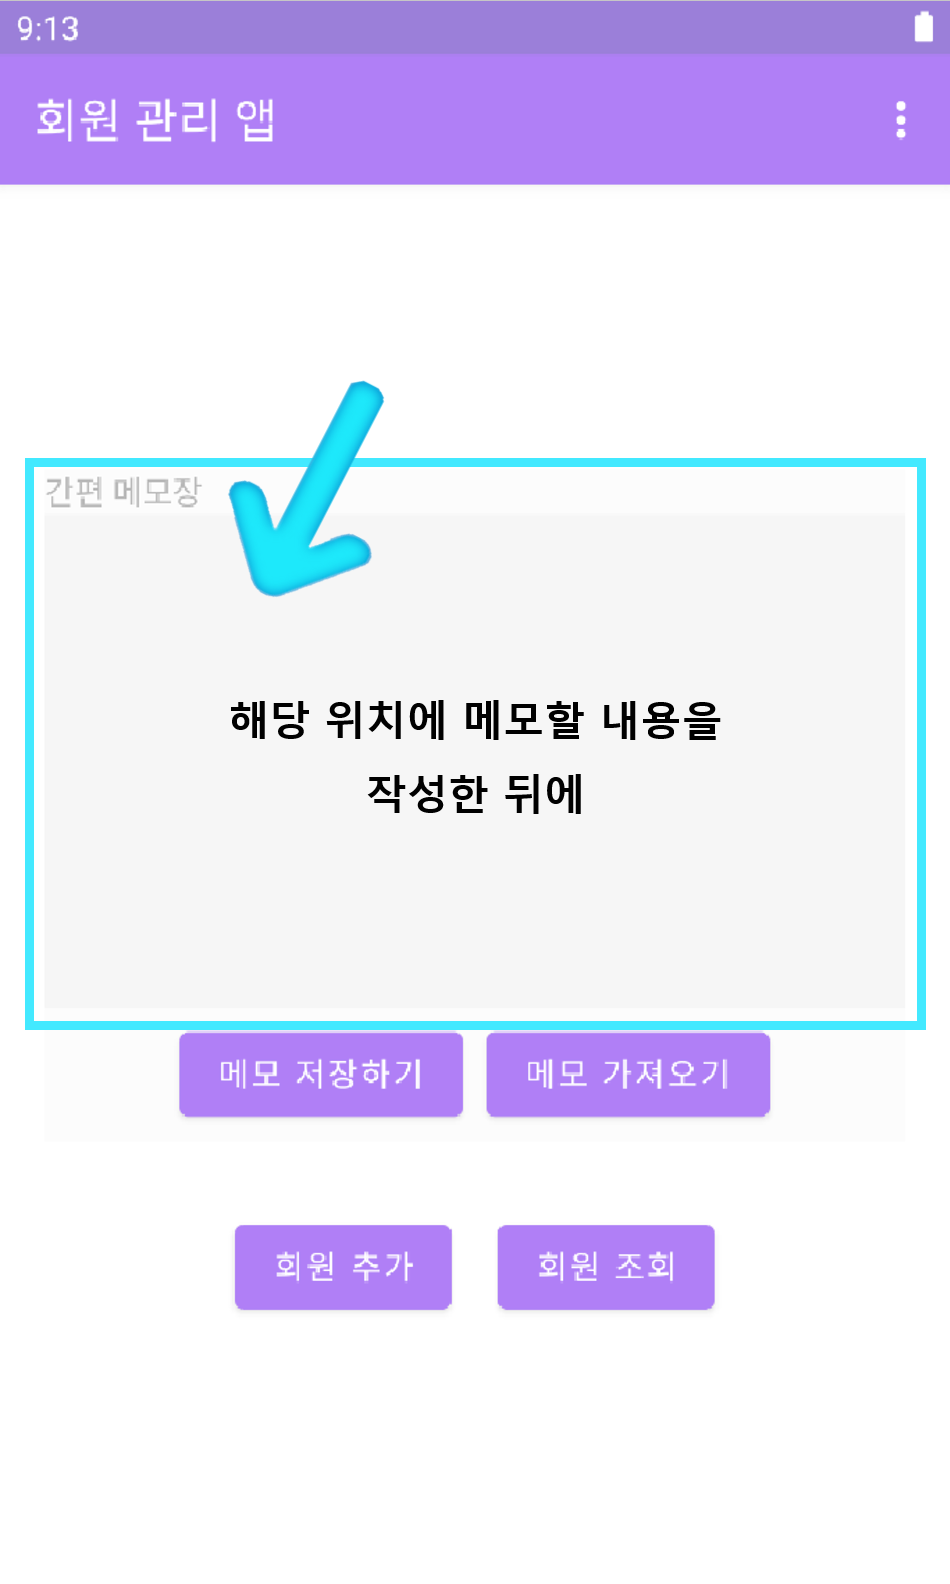 9:13
회원 관리 앱
간편 메모장
해당 위치에 메모할 내용을
작성한 뒤에
메모 저장하기 메모 가져오기
회원 추가 회원 조회